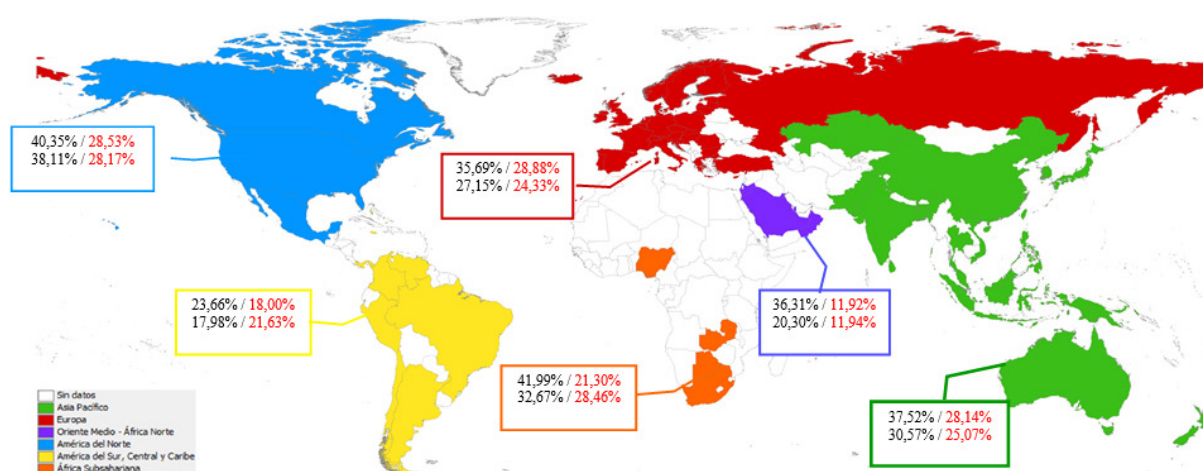 40,35% / 28,53%
38,11% / 28,17%
35,69% / 28,88%
27,15% / 24,33%
23,66% / 18,00%
17,98% / 21,63%
36,31% / 11,92%
20,30% / 11,94%
41,99% / 21,30%
32,67% / 28,46%
37,52% / 28,14%
30,57% / 25,07%
Sin datos
Asia Pacífico
Europa
Oriente Medio - África Norte
América del Norte
América del Sur, Central y Caribe
África Subsahariana